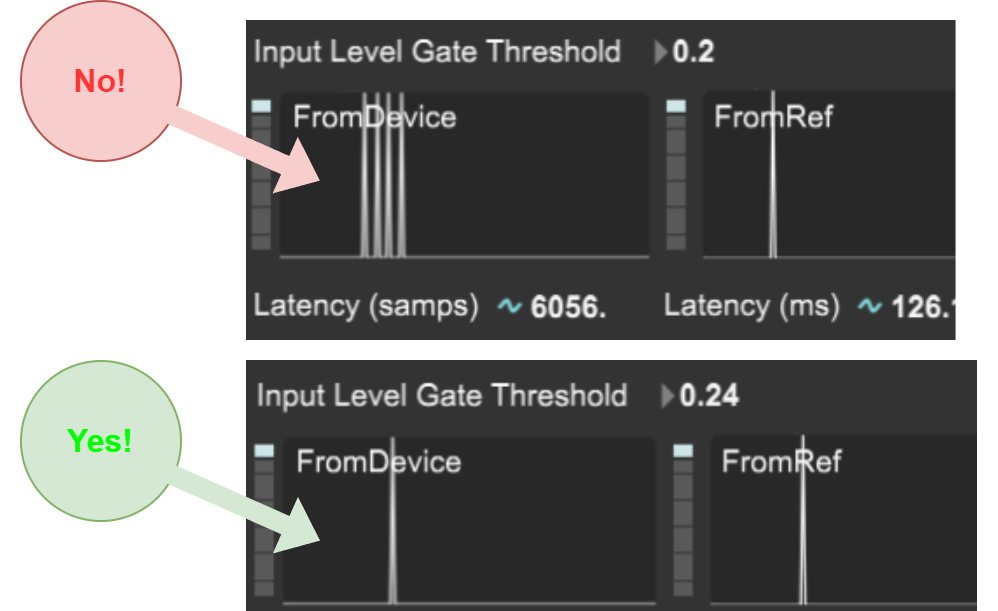 No!
Input Level Gate Threshold 0.2
FromDevice FromRef
Latency (samps) 6056. Latency (ms) 126.
Yes!
Input Level Gate Threshold 0.24
FromDevice FromRef